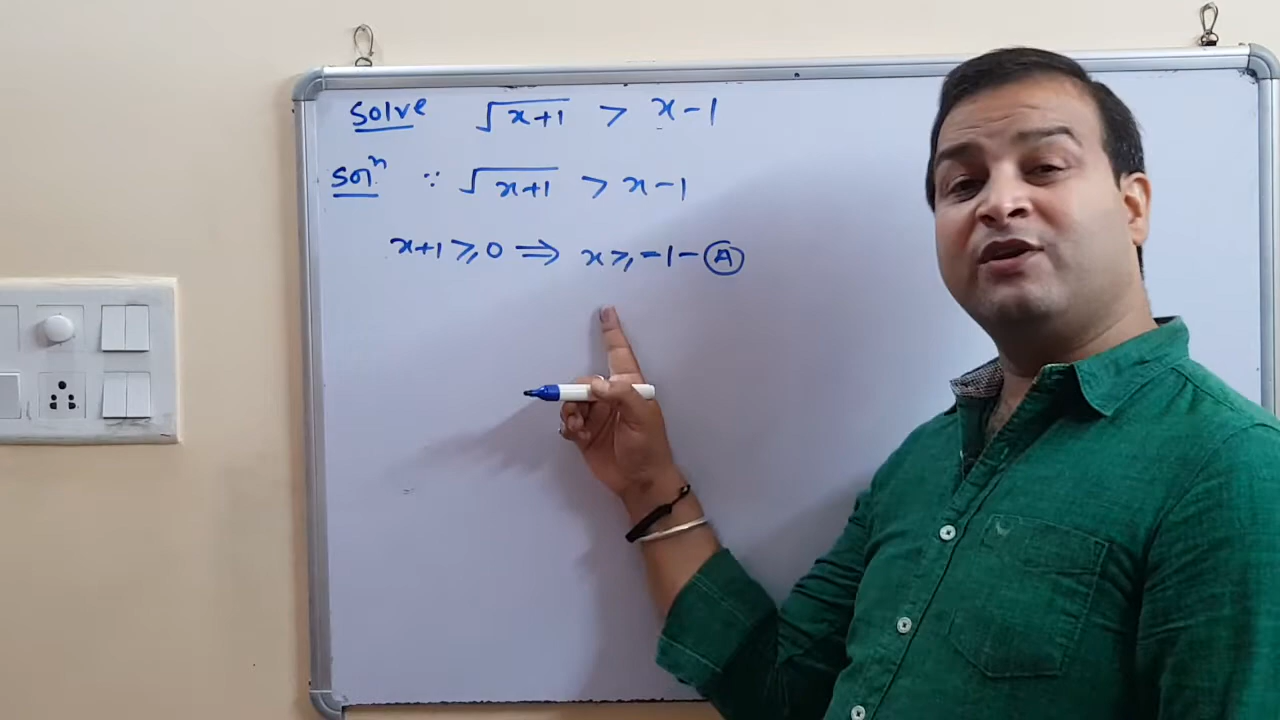 Solve √x+1 > x-1
Solⁿ ∵ √x+1 > x-1
x+1 ⩾ 0 ⇒ x ⩾ -1 - Ⓐ